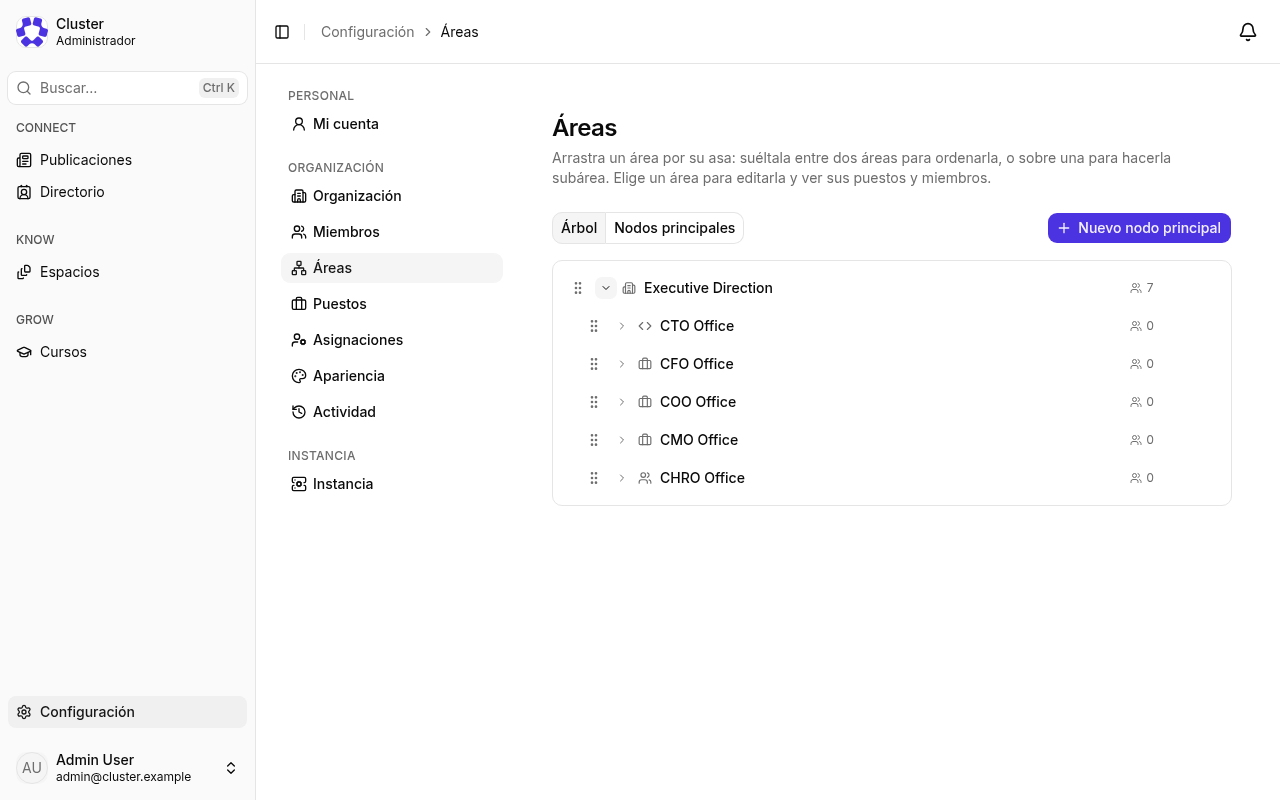 Cluster
Administrador
Buscar...
Ctrl K
CONNECT
Publicaciones
Directorio
KNOW
Espacios
GROW
Cursos
Configuración
AU
Admin User
admin@cluster.example
Configuración
Áreas
PERSONAL
Mi cuenta
ORGANIZACIÓN
Organización
Miembros
Áreas
Puestos
Asignaciones
Apariencia
Actividad
INSTANCIA
Instancia
Áreas
Arrastra un área por su asa: suéltala entre dos áreas para ordenarla, o sobre una para hacerla
subárea. Elige un área para editarla y ver sus puestos y miembros.
Árbol
Nodos principales
Nuevo nodo principal
Executive Direction 7
CTO Office 0
CFO Office 0
COO Office 0
CMO Office 0
CHRO Office 0